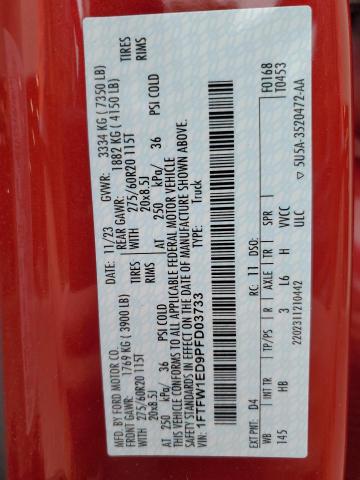 MFD. BY FORD MOTOR CO.
11/23 GVWR: 3334 KG ( 7350 LB)
FRONT GAWR: 1769 KG ( 3900 LB) REAR GAWR: 1882 KG ( 4150 LB)
WITH 275/60R20 115T TIRES WITH 275/60R20 115T TIRES
20x8.5J RIMS 20x8.5J RIMS
AT 250 kPa/ 36 PSI COLD AT 250 kPa/ 36 PSI COLD
THIS VEHICLE CONFORMS TO ALL APPLICABLE FEDERAL MOTOR VEHICLE
SAFETY STANDARDS IN EFFECT ON THE DATE OF MANUFACTURE SHOWN ABOVE.
VIN: 1FTFW1ED9PFD03733
TYPE: Truck
EXT PNT: D4 RC: 11 DSO: F0168
WB INT TR TP/PS R AXLE TR SPR T0453
145 HB 3 L6 H VVCC
ULC
2202311210442 ▽ 5U5A-3520472-AA